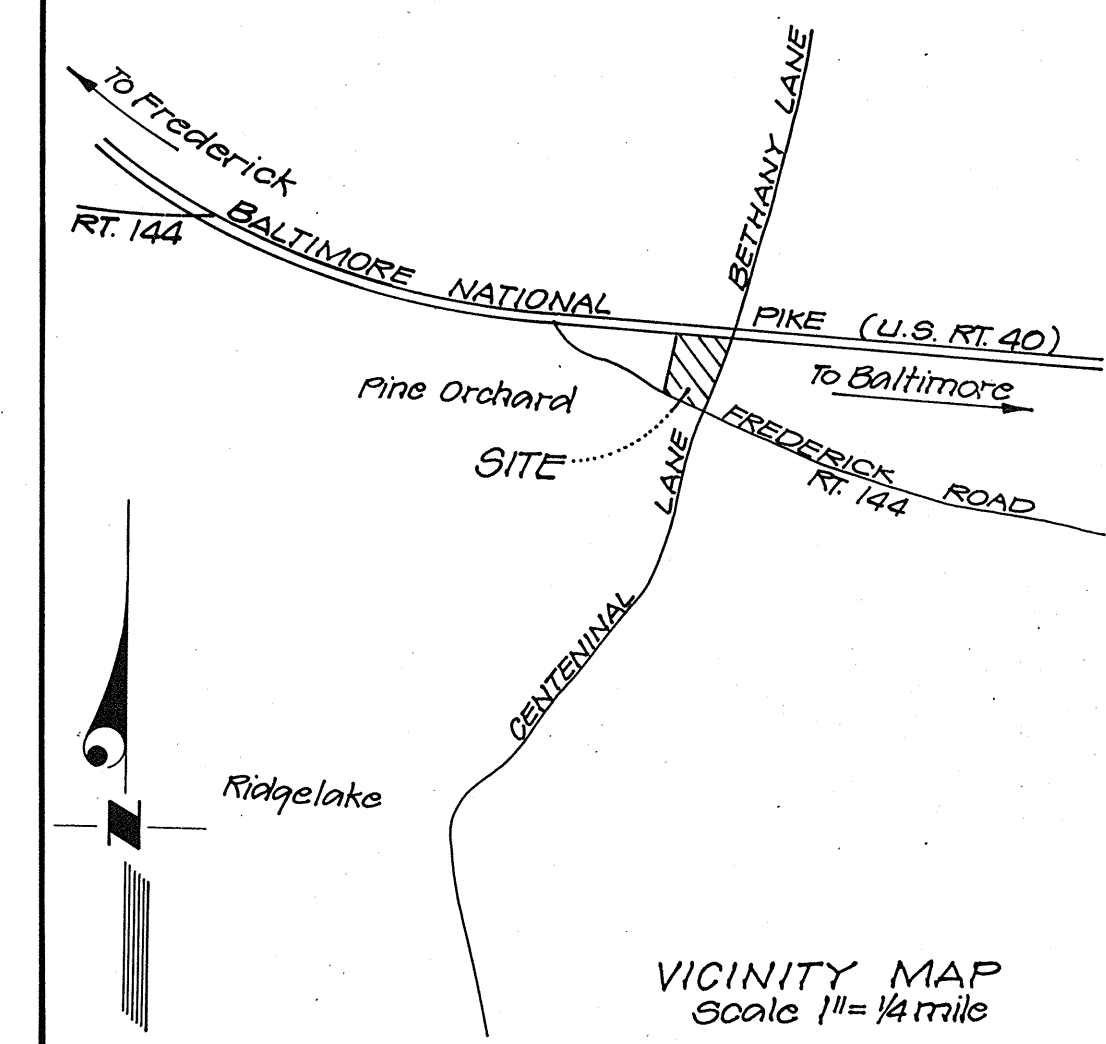 To Frederick
BETHANY LANE
RT. 144
BALTIMORE NATIONAL PIKE (U.S. RT. 40)
To Baltimore
Pine Orchard
SITE
FREDERICK ROAD
RT. 144
CENTENINAL LANE
Ridgelake
N
VICINITY MAP
Scale 1"= 1/4 mile